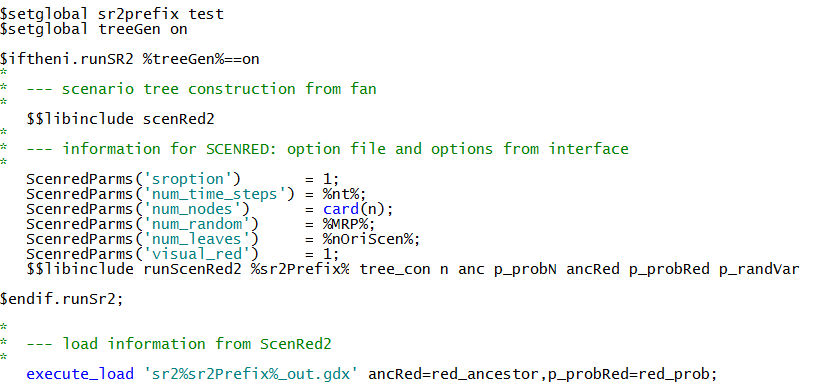 $setglobal sr2prefix test
$setglobal treeGen on
$iftheni.runSR2 %treeGen%==on
*
*  --- scenario tree construction from fan
*
   $$libinclude scenRed2
*
*  --- information for SCENRED: option file and options from interface
*
   ScenredParms('sroption')       = 1;
   ScenredParms('num_time_steps') = %nt%;
   ScenredParms('num_nodes')      = card(n);
   ScenredParms('num_random')     = %MRP%;
   ScenredParms('num_leaves')     = %nOriScen%;
   ScenredParms('visual_red')     = 1;
   $$libinclude runScenRed2 %sr2Prefix% tree_con n anc p_probN ancRed p_probRed p_randVar
$endif.runSr2;
*
*  --- load information from ScenRed2
*
   execute_load 'sr2%sr2Prefix%_out.gdx' ancRed=red_ancestor,p_probRed=red_prob;